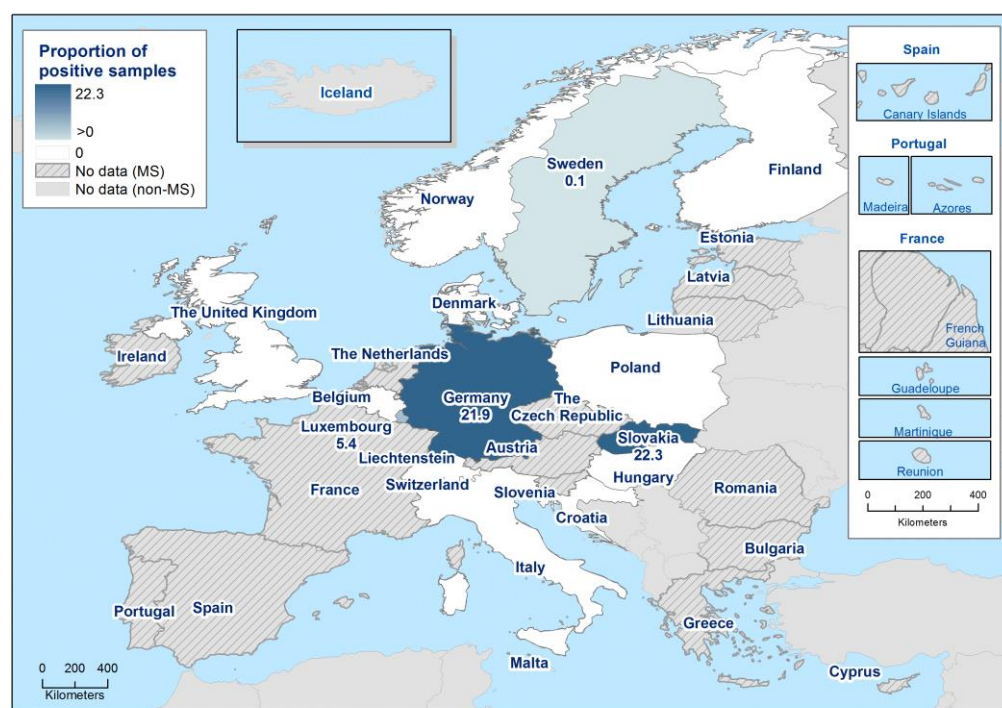 Proportion of
positive samples
22.3
>0
0
No data (MS)
No data (non-MS)
Iceland
Spain
Canary Islands
Portugal
Madeira
Azores
France
French
Guiana
Guadeloupe
Martinique
Reunion
0 200 400
Kilometers
Sweden
0.1
Finland
Norway
Estonia
Latvia
Lithuania
Denmark
The United Kingdom
Ireland
The Netherlands
Poland
Belgium
Germany
21.9
The
Czech Republic
Luxembourg
5.4
Slovakia
22.3
Austria
Liechtenstein
Hungary
Switzerland
France
Slovenia
Romania
Croatia
Bulgaria
Italy
Portugal
Spain
Greece
Malta
Cyprus
0 200 400
Kilometers